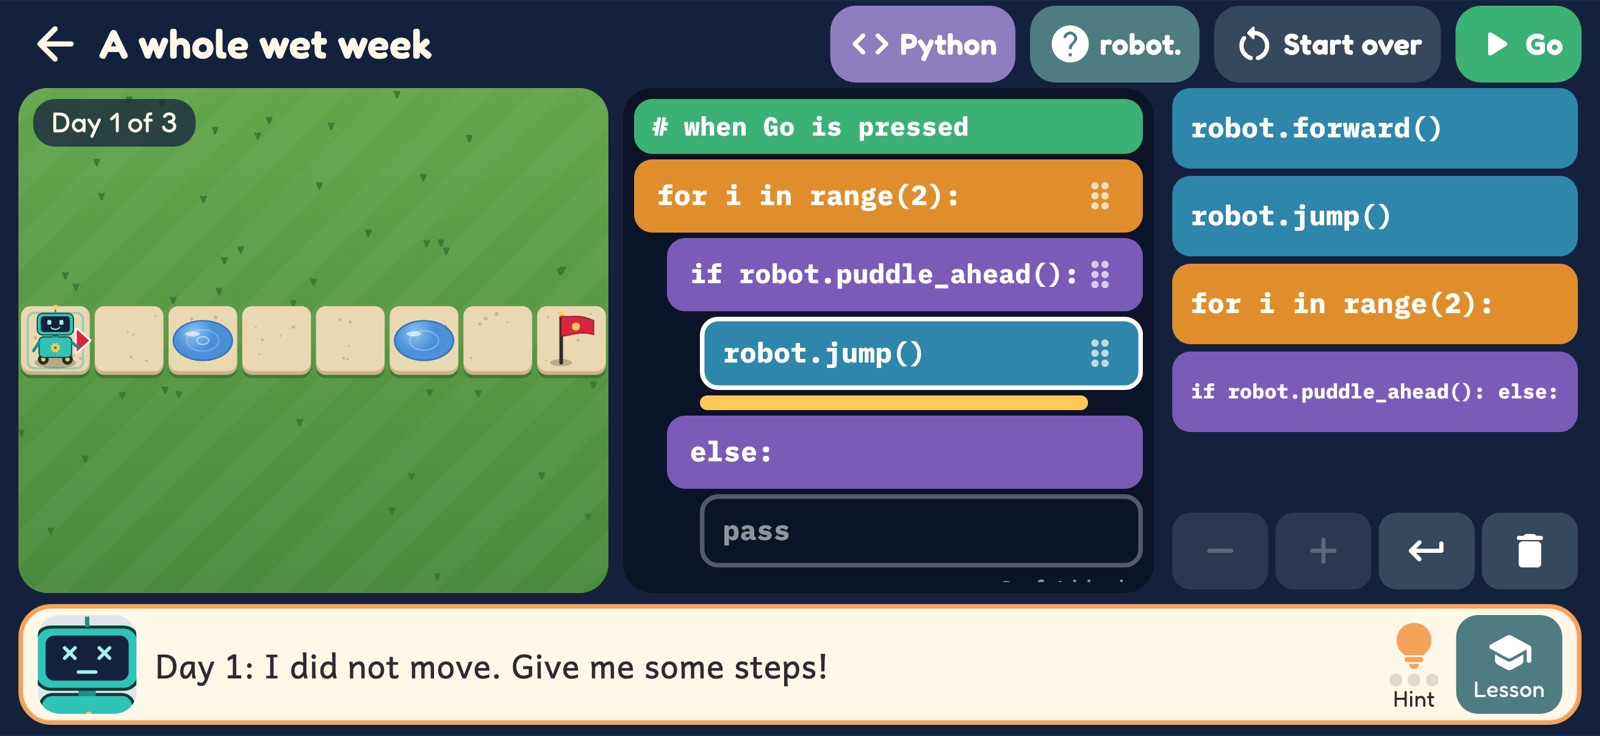 A whole wet week
<> Python
? robot.
Start over
Go
Day 1 of 3
# when Go is pressed
for i in range(2):
if robot.puddle_ahead():
robot.jump()
else:
pass
robot.forward()
robot.jump()
for i in range(2):
if robot.puddle_ahead(): else:
Day 1: I did not move. Give me some steps!
Hint
Lesson